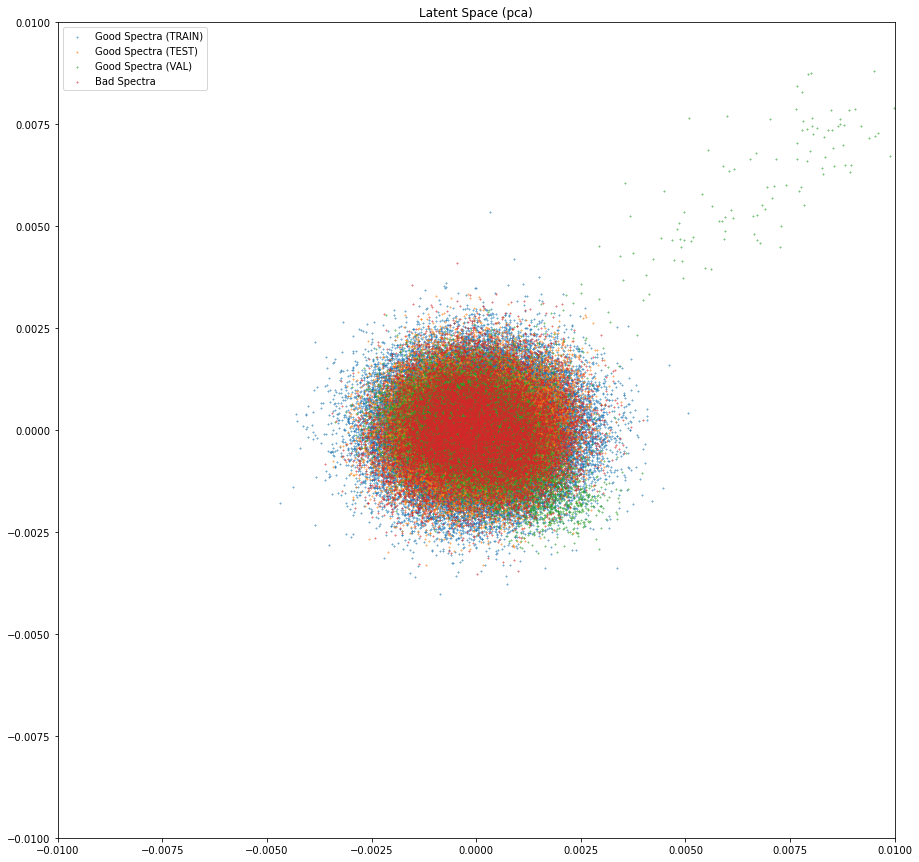 Latent Space (pca)
Good Spectra (TRAIN)
Good Spectra (TEST)
Good Spectra (VAL)
Bad Spectra
0.0100
0.0075
0.0050
0.0025
0.0000
−0.0025
−0.0050
−0.0075
−0.0100
−0.0100 −0.0075 −0.0050 −0.0025 0.0000 0.0025 0.0050 0.0075 0.0100